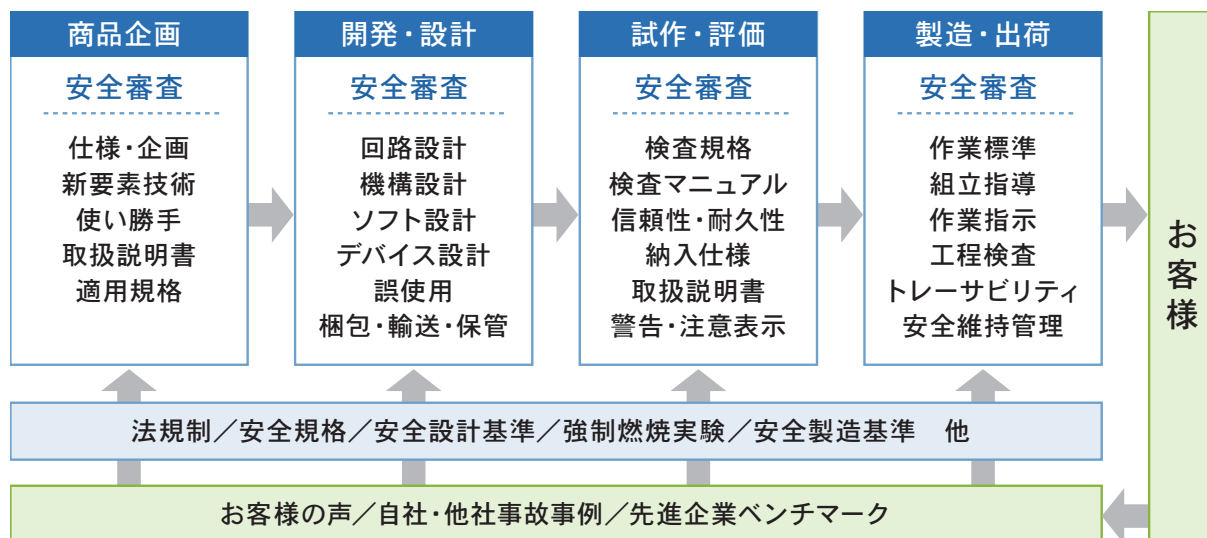 商品企画
安全審査
仕様・企画
新要素技術
使い勝手
取扱説明書
適用規格
開発・設計
安全審査
回路設計
機構設計
ソフト設計
デバイス設計
誤使用
梱包・輸送・保管
試作・評価
安全審査
検査規格
検査マニュアル
信頼性・耐久性
納入仕様
取扱説明書
警告・注意表示
製造・出荷
安全審査
作業標準
組立指導
作業指示
工程検査
トレーサビリティ
安全維持管理
お客様
法規制／安全規格／安全設計基準／強制燃焼実験／安全製造基準　他
お客様の声／自社・他社事故事例／先進企業ベンチマーク